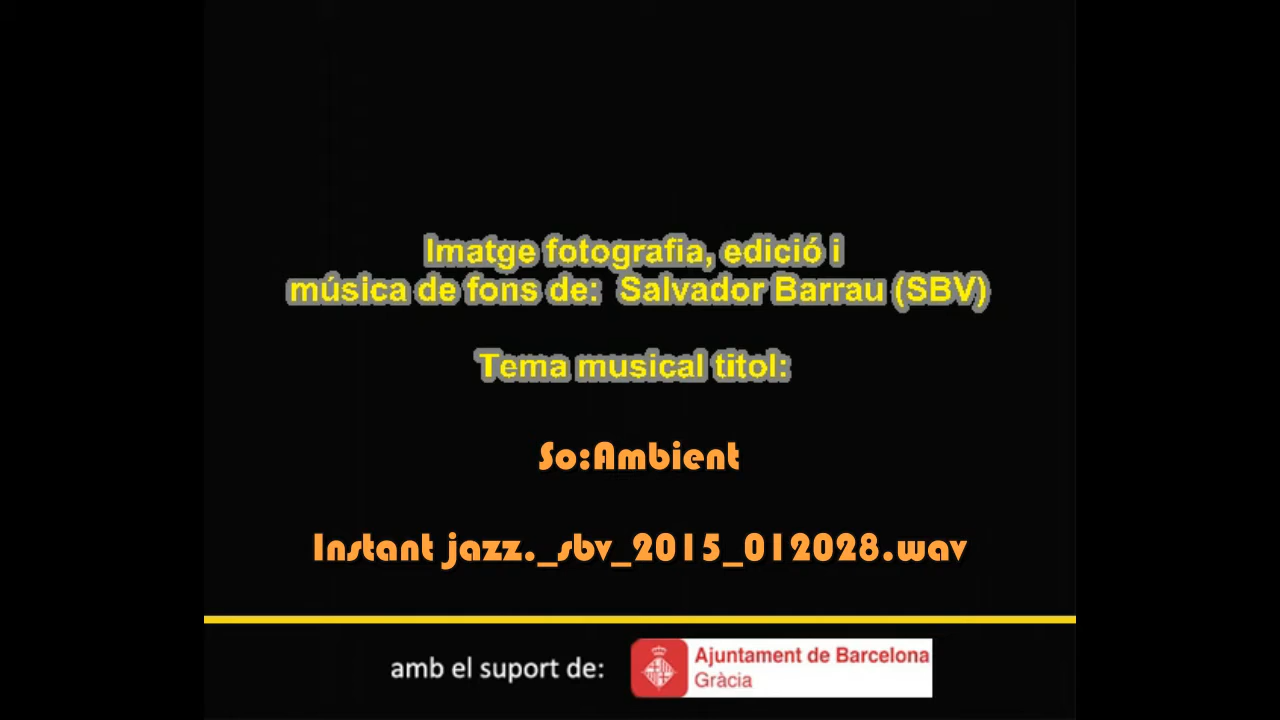 Imatge fotografia, edició i
música de fons de: Salvador Barrau (SBV)
Tema musical titol:
So:Ambient
Instant jazz._sbv_2015_012028.wav
amb el suport de:
Ajuntament de Barcelona
Gràcia